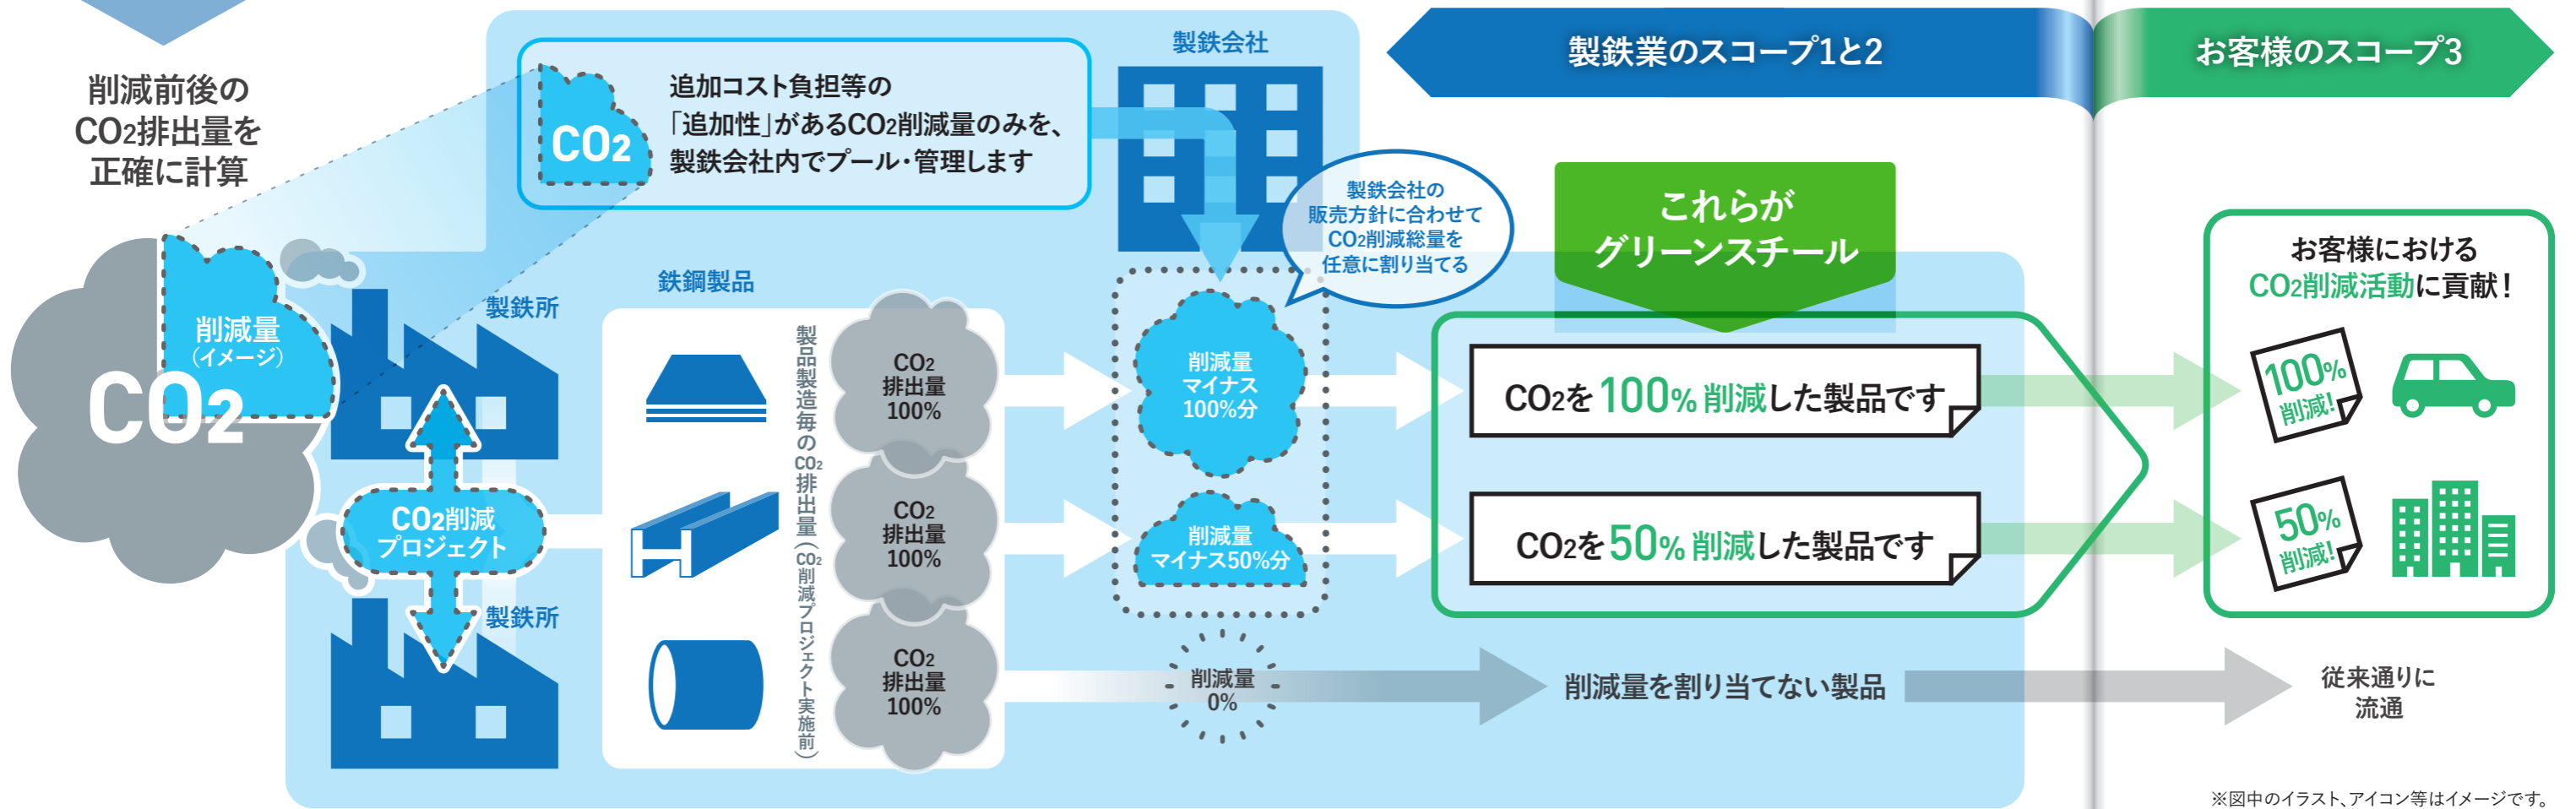 削減前後の
CO2排出量を
正確に計算
CO2
削減量
(イメージ)
CO2
追加コスト負担等の
「追加性」があるCO2削減量のみを、
製鉄会社内でプール・管理します
製鉄会社
製鉄会社の
販売方針に合わせて
CO2削減総量を
任意に割り当てる
製鉄業のスコープ1と2
お客様のスコープ3
製鉄所
CO2削減
プロジェクト
製鉄所
鉄鋼製品
製品製造毎のCO2排出量(CO2削減プロジェクト実施前)
CO2
排出量
100%
CO2
排出量
100%
CO2
排出量
100%
削減量
マイナス
100%分
削減量
マイナス50%分
削減量
0%
これらが
グリーンスチール
CO2を100%削減した製品です
CO2を50%削減した製品です
削減量を割り当てない製品
お客様における
CO2削減活動に貢献!
100%
削減!
50%
削減!
従来通りに
流通
※図中のイラスト、アイコン等はイメージです。